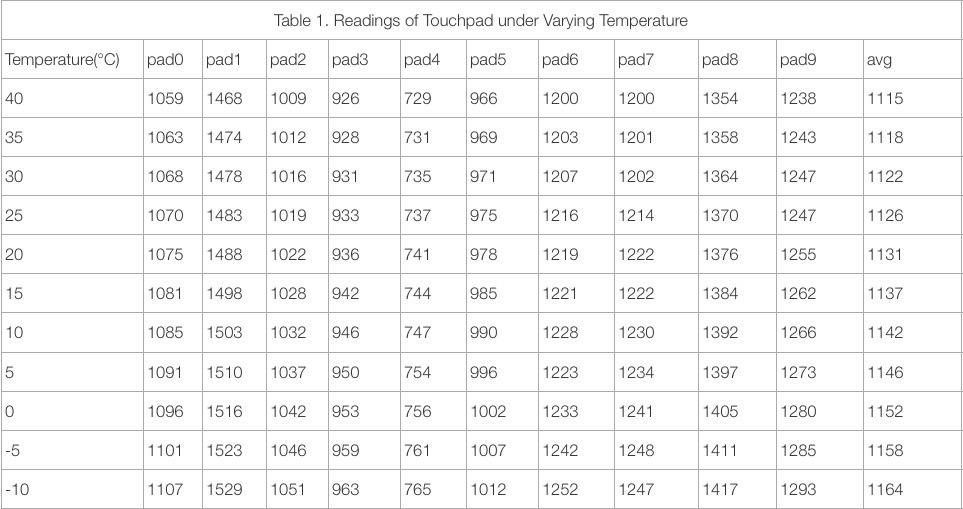 Table 1. Readings of Touchpad under Varying Temperature
Temperature(°C) pad0 pad1 pad2 pad3 pad4 pad5 pad6 pad7 pad8 pad9 avg
40 1059 1468 1009 926 729 966 1200 1200 1354 1238 1115
35 1063 1474 1012 928 731 969 1203 1201 1358 1243 1118
30 1068 1478 1016 931 735 971 1207 1202 1364 1247 1122
25 1070 1483 1019 933 737 975 1216 1214 1370 1247 1126
20 1075 1488 1022 936 741 978 1219 1222 1376 1255 1131
15 1081 1498 1028 942 744 985 1221 1222 1384 1262 1137
10 1085 1503 1032 946 747 990 1228 1230 1392 1266 1142
5 1091 1510 1037 950 754 996 1223 1234 1397 1273 1146
0 1096 1516 1042 953 756 1002 1233 1241 1405 1280 1152
-5 1101 1523 1046 959 761 1007 1242 1248 1411 1285 1158
-10 1107 1529 1051 963 765 1012 1252 1247 1417 1293 1164